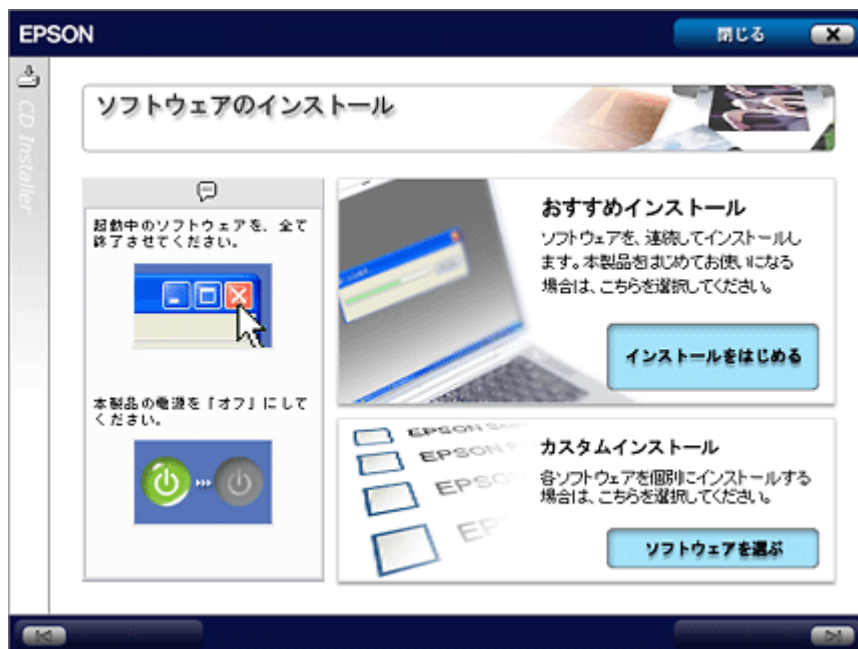 EPSON
閉じる
CD Installer
ソフトウェアのインストール
起動中のソフトウェアを、全て
終了させてください。
本製品の電源を「オフ」にして
ください。
おすすめインストール
ソフトウェアを、連続してインストールし
ます。本製品をはじめてお使いになる
場合は、こちらを選択してください。
インストールをはじめる
EPSON
EPSON
EPSO
EP
カスタムインストール
各ソフトウェアを個別にインストールする
場合は、こちらを選択してください。
ソフトウェアを選ぶ